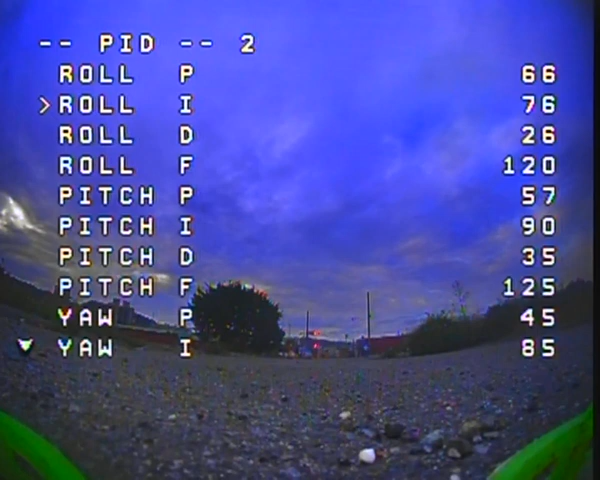 -- PID -- 2
ROLL P 66
>ROLL I 76
ROLL D 26
ROLL F 120
PITCH P 57
PITCH I 90
PITCH D 35
PITCH F 125
YAW P 45
YAW I 85